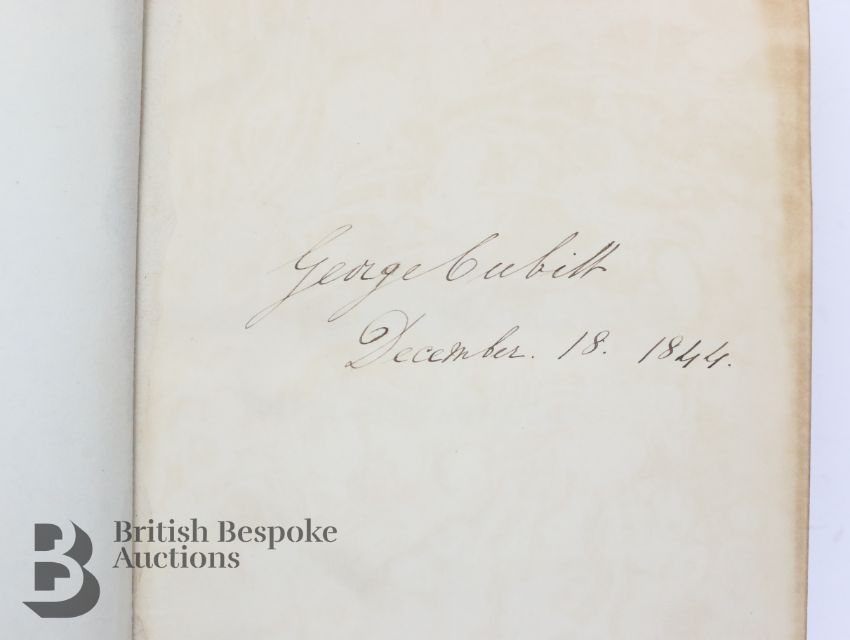 George Cubitt
December. 18. 1844.
British Bespoke
Auctions